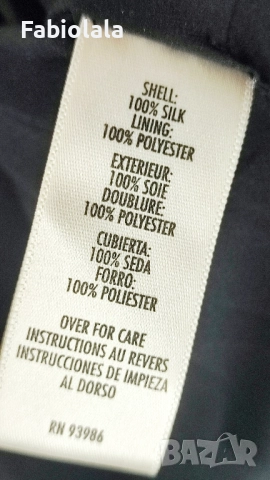 Fabiolala
SHELL:
100% SILK
LINING:
100% POLYESTER
EXTERIEUR:
100% SOIE
DOUBLURE:
100% POLYESTER
CUBIERTA:
100% SEDA
FORRO:
100% POLIESTER
OVER FOR CARE
INSTRUCTIONS AU REVERS
INSTRUCCIONES DE IMPIEZA
AL DORSO
RN 93986
BAZAR